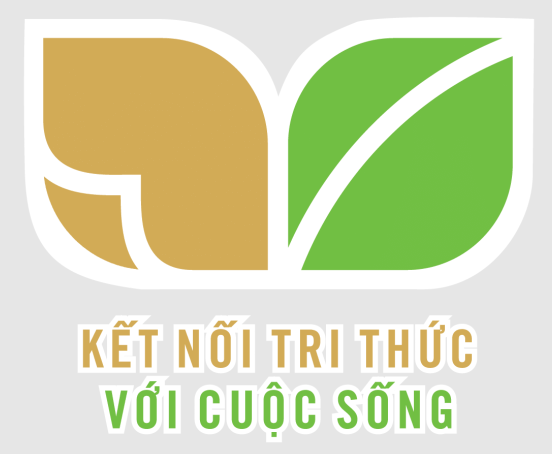 KẾT NỐI TRI THỨC
VỚI CUỘC SỐNG